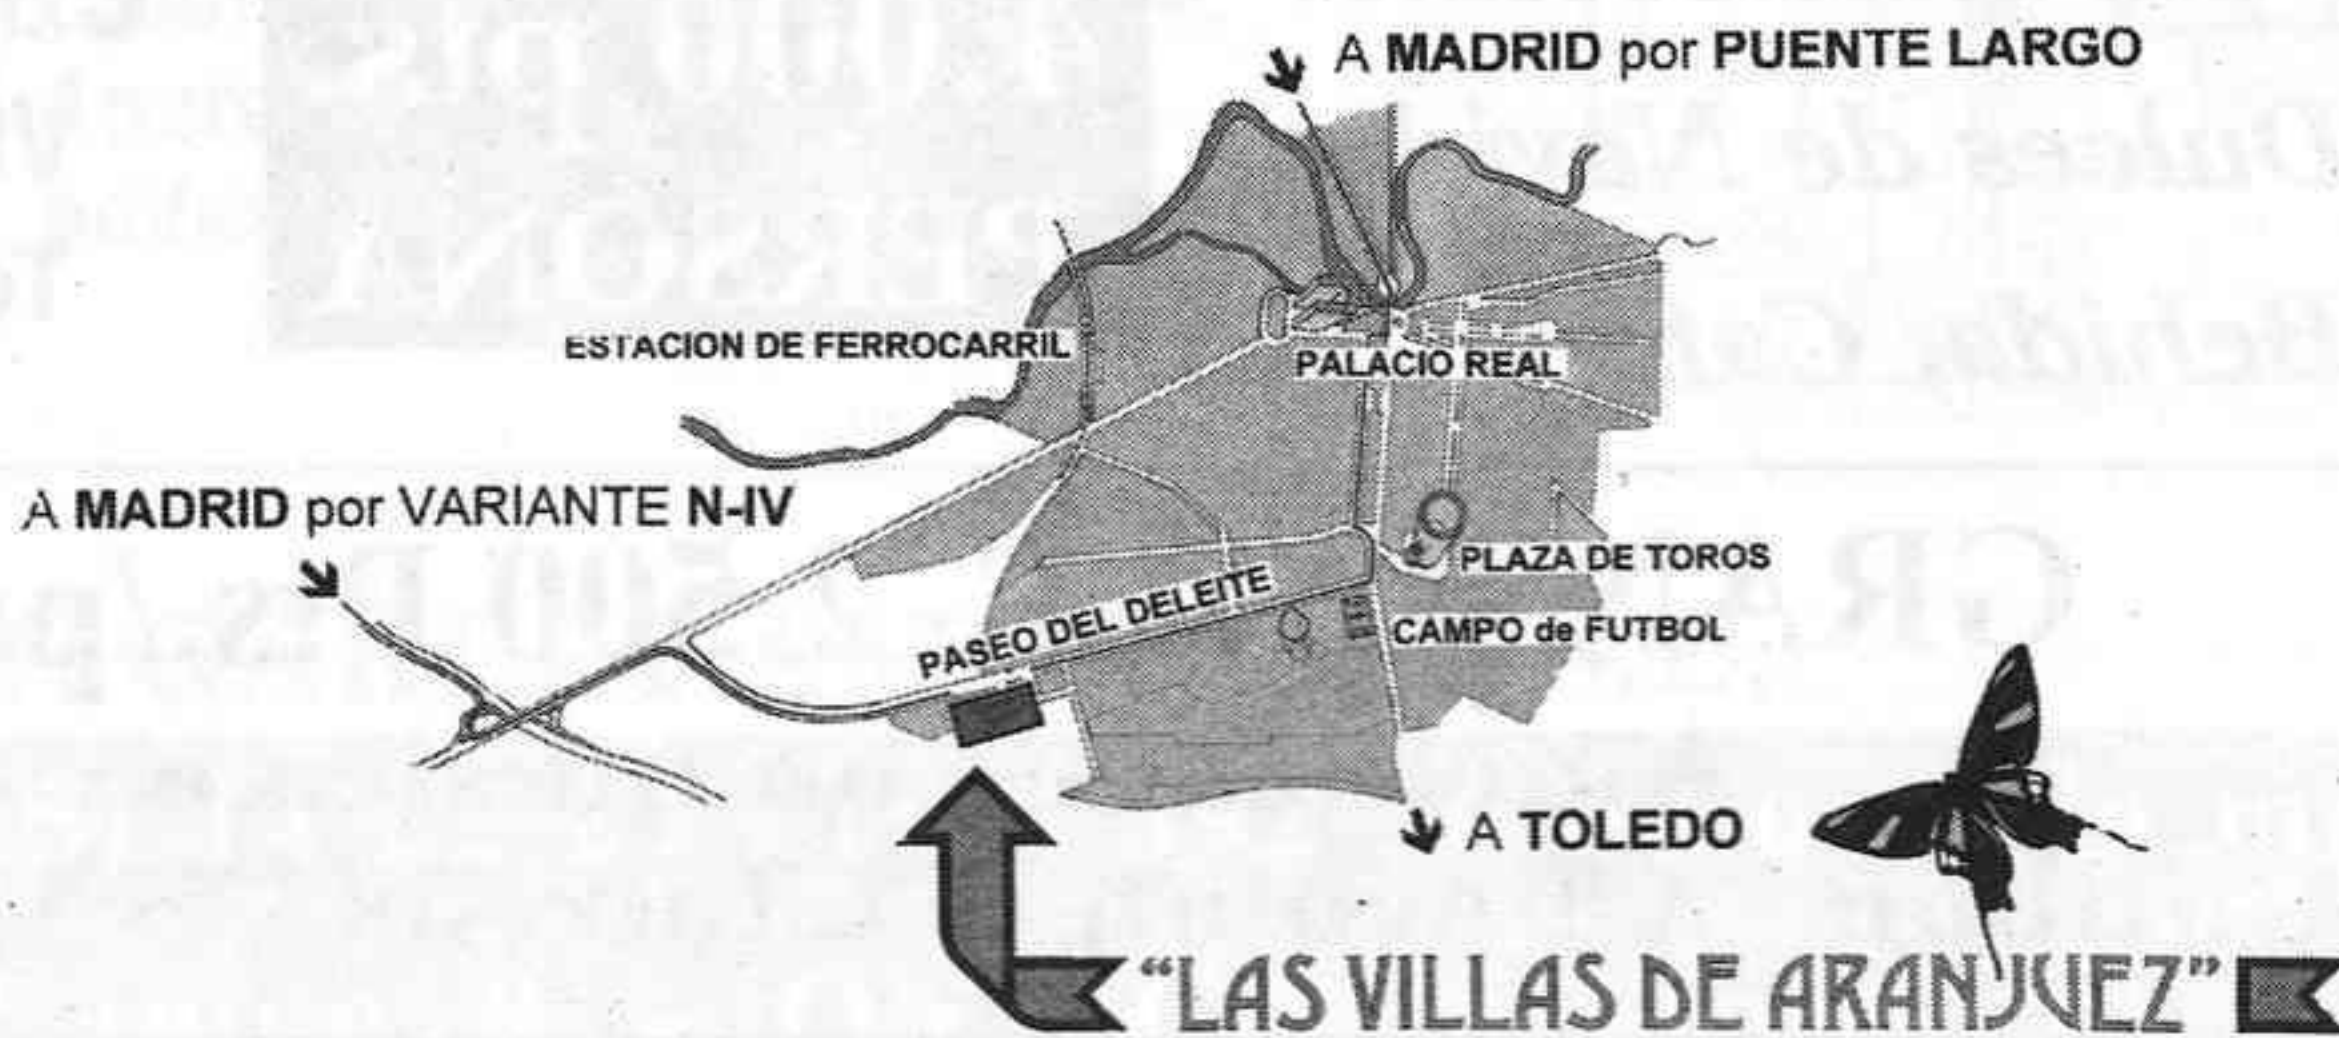 A MADRID por PUENTE LARGO
ESTACION DE FERROCARRIL
PALACIO REAL
A MADRID por VARIANTE N-IV
PLAZA DE TOROS
PASEO DEL DELEITE
CAMPO de FUTBOL
A TOLEDO
"LAS VILLAS DE ARANJUEZ"